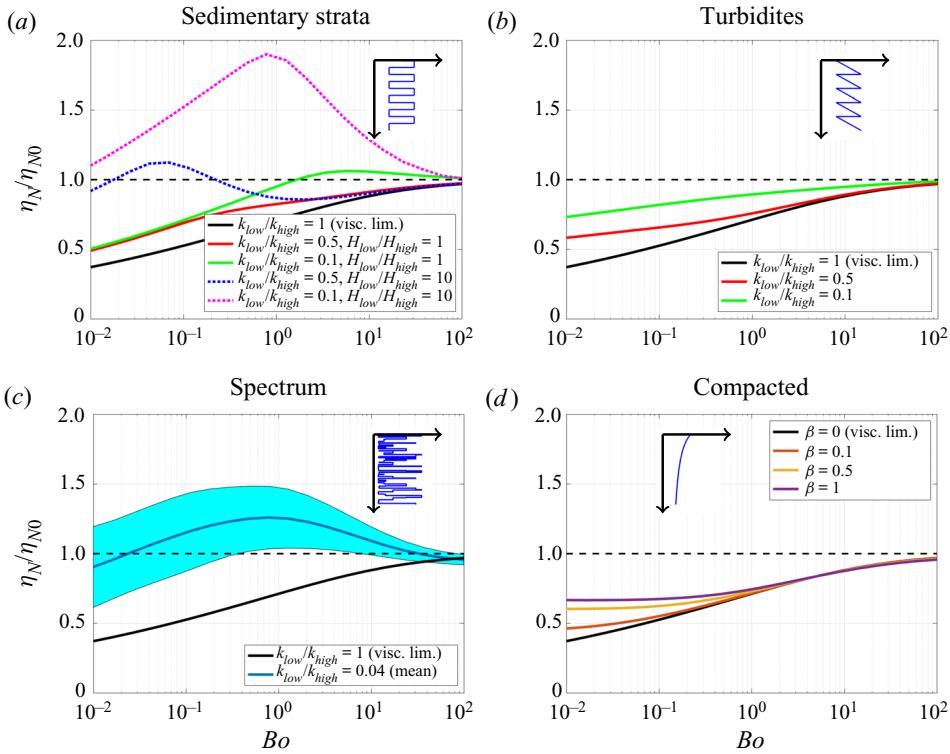 (a) Sedimentary strata
2.0
1.5
1.0
0.5
0
η_N/η_N0
k_low/k_high = 1 (visc. lim.)
k_low/k_high = 0.5, H_low/H_high = 1
k_low/k_high = 0.1, H_low/H_high = 1
k_low/k_high = 0.5, H_low/H_high = 10
k_low/k_high = 0.1, H_low/H_high = 10
10^–2 10^–1 10^0 10^1 10^2
(b) Turbidites
2.0
1.5
1.0
0.5
0
k_low/k_high = 1 (visc. lim.)
k_low/k_high = 0.5
k_low/k_high = 0.1
10^–2 10^–1 10^0 10^1 10^2
(c) Spectrum
2.0
1.5
1.0
0.5
0
η_N/η_N0
k_low/k_high = 1 (visc. lim.)
k_low/k_high = 0.04 (mean)
10^–2 10^–1 10^0 10^1 10^2
Bo
(d) Compacted
2.0
1.5
1.0
0.5
0
β = 0 (visc. lim.)
β = 0.1
β = 0.5
β = 1
10^–2 10^–1 10^0 10^1 10^2
Bo